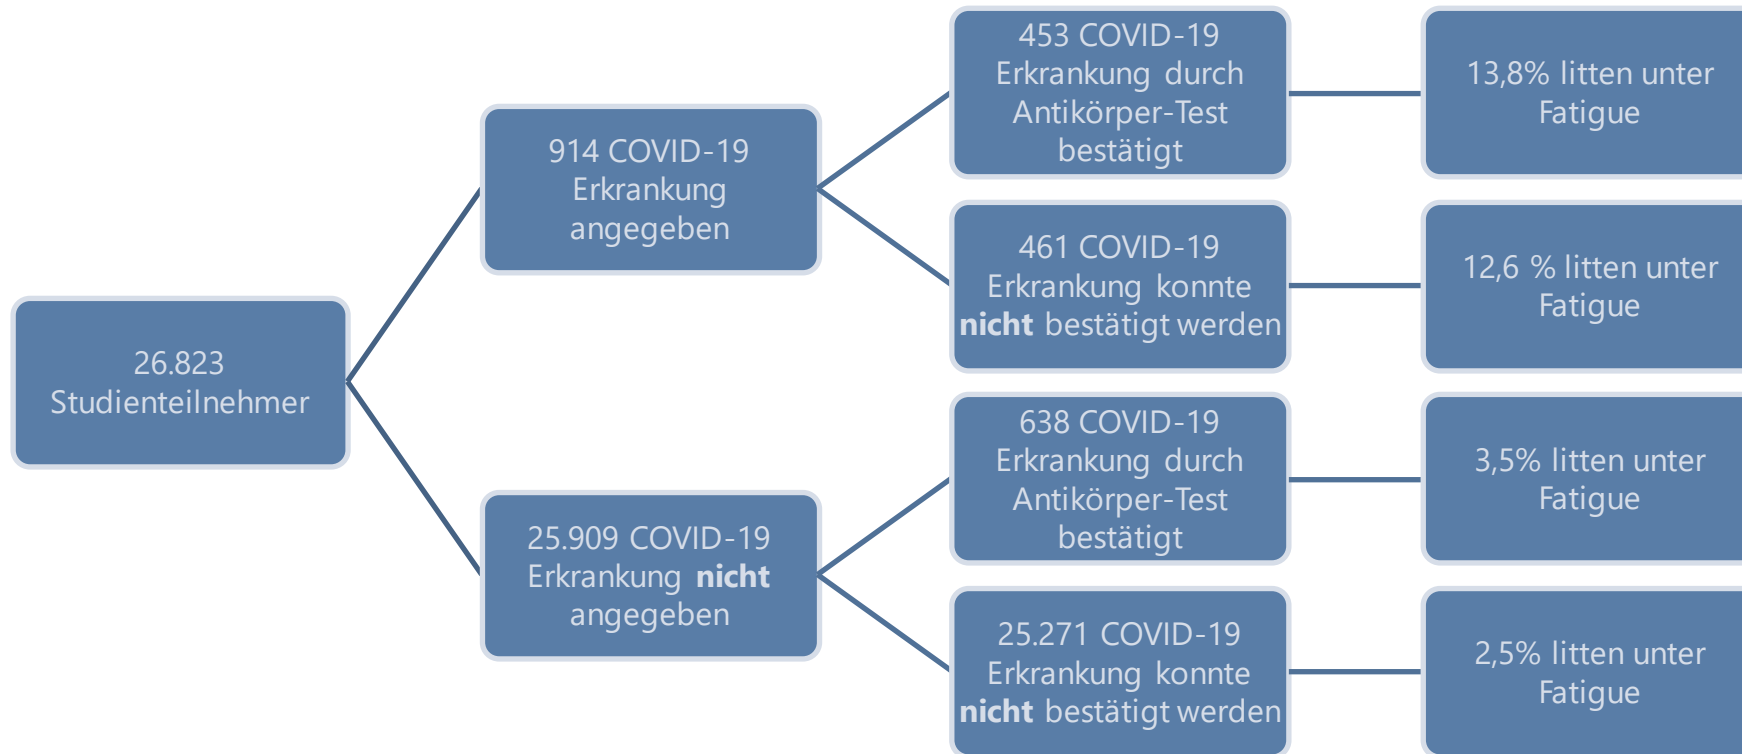 26.823
Studienteilnehmer
914 COVID-19
Erkrankung
angegeben
25.909 COVID-19
Erkrankung nicht
angegeben
453 COVID-19
Erkrankung durch
Antikörper-Test
bestätigt
461 COVID-19
Erkrankung konnte
nicht bestätigt werden
638 COVID-19
Erkrankung durch
Antikörper-Test
bestätigt
25.271 COVID-19
Erkrankung konnte
nicht bestätigt werden
13,8% litten unter
Fatigue
12,6 % litten unter
Fatigue
3,5% litten unter
Fatigue
2,5% litten unter
Fatigue